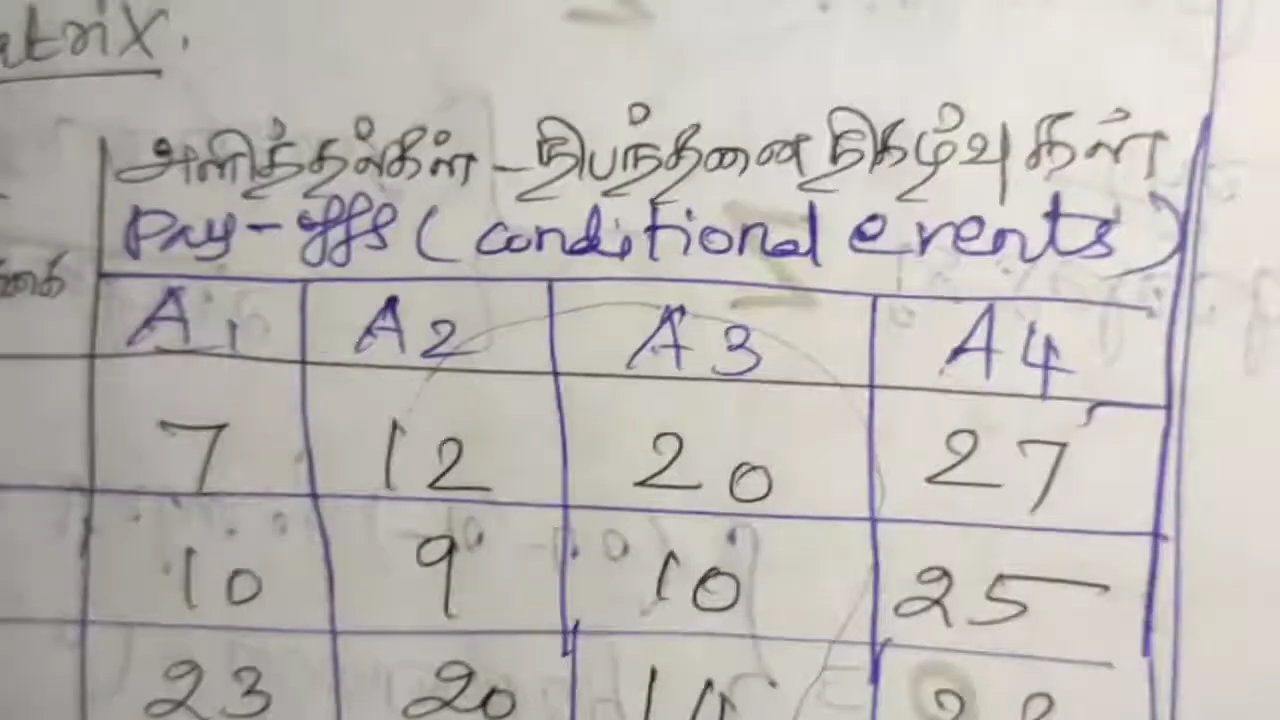 அளித்தல்கள் - நிபந்தனை நிகழ்வுகள்
Pay-offs (conditional events)
A1 A2 A3 A4
7 12 20 27
10 9 10 25
23 20